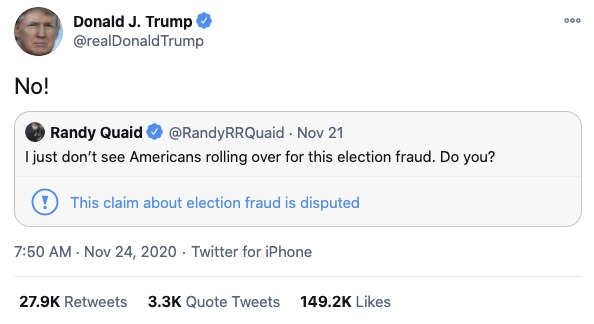 Donald J. Trump
@realDonaldTrump
No!
Randy Quaid @RandyRRQuaid · Nov 21
I just don't see Americans rolling over for this election fraud. Do you?
This claim about election fraud is disputed
7:50 AM · Nov 24, 2020 · Twitter for iPhone
27.9K Retweets 3.3K Quote Tweets 149.2K Likes